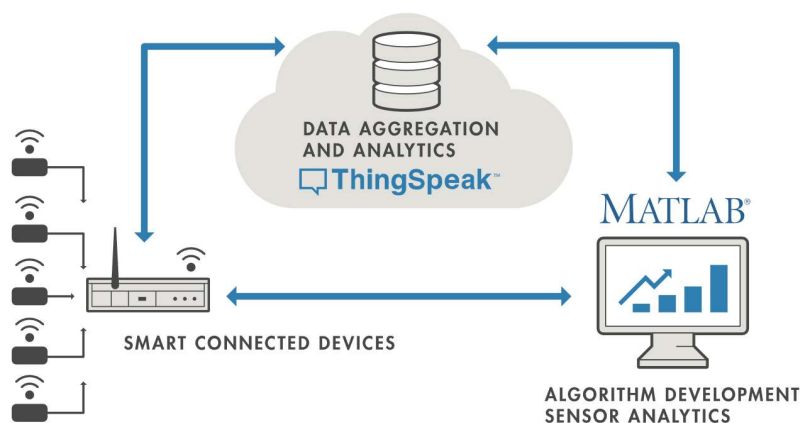 DATA AGGREGATION
AND ANALYTICS
ThingSpeak™
MATLAB®
SMART CONNECTED DEVICES
ALGORITHM DEVELOPMENT
SENSOR ANALYTICS